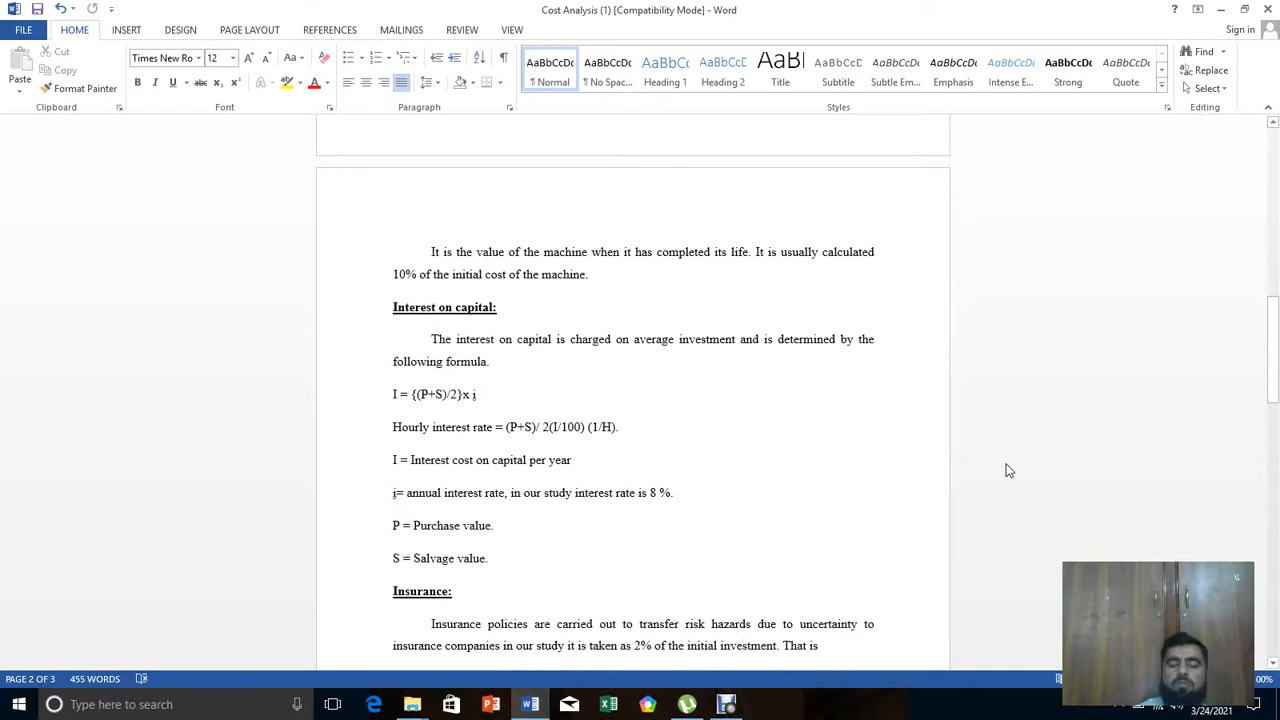 Cost Analysis (1) [Compatibility Mode] - Word
FILE HOME INSERT DESIGN PAGE LAYOUT REFERENCES MAILINGS REVIEW VIEW Sign in
Paste Cut Copy Format Painter
Clipboard
Times New Ro 12 Aa
B I U abc x₂ x² A A
Font
Paragraph
AaBbCcDc AaBbCcDc AaBbCc AaBbCcD AaBl AaBbCcD AaBbCcDc AaBbCcDc AaBbCcDc AaBbCcDc AaBbCcDc
¶ Normal ¶ No Spac... Heading 1 Heading 2 Title Subtitle Subtle Em... Emphasis Intense E... Strong Quote
Styles
Find
Replace
Select
Editing
It is the value of the machine when it has completed its life. It is usually calculated
10% of the initial cost of the machine.
Interest on capital:
The interest on capital is charged on average investment and is determined by the
following formula.
I = {(P+S)/2}x i
Hourly interest rate = (P+S)/ 2(I/100) (1/H).
I = Interest cost on capital per year
i= annual interest rate, in our study interest rate is 8 %.
P = Purchase value.
S = Salvage value.
Insurance:
Insurance policies are carried out to transfer risk hazards due to uncertainty to
insurance companies in our study it is taken as 2% of the initial investment. That is
PAGE 2 OF 3 455 WORDS 00%
Type here to search
3/24/2021